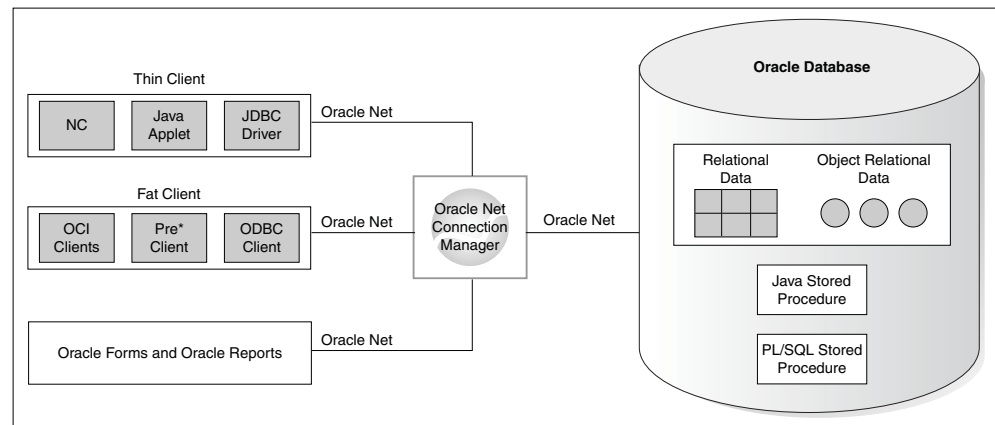 Thin Client
NC
Java
Applet
JDBC
Driver
Oracle Net
Fat Client
OCI
Clients
Pre*
Client
ODBC
Client
Oracle Net
Oracle Forms and Oracle Reports
Oracle Net
Oracle Net
Connection
Manager
Oracle Net
Oracle Database
Relational
Data
Object Relational
Data
Java Stored
Procedure
PL/SQL Stored
Procedure